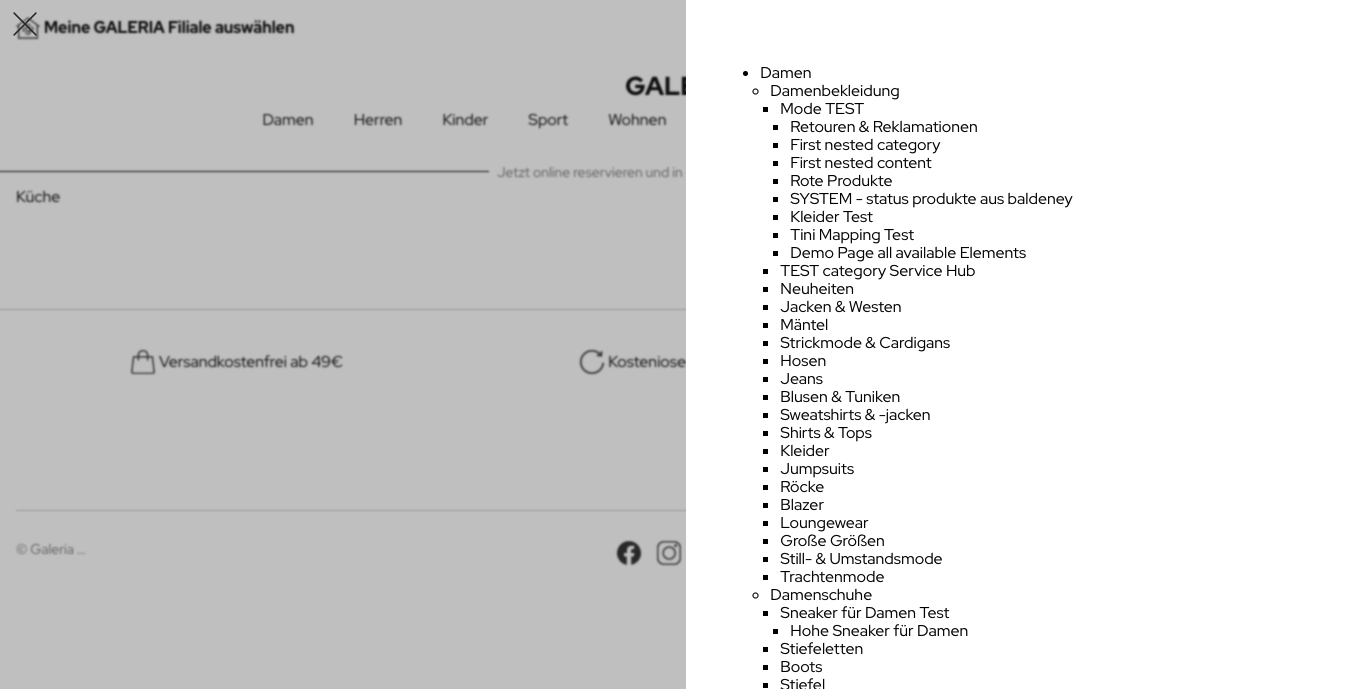 Meine GALERIA Filiale auswählen
GALE
Damen Herren Kinder Sport Wohnen
Jetzt online reservieren und in
Küche
Versandkostenfrei ab 49€
Kostenlose
© Galeria ...
Damen
Damenbekleidung
Mode TEST
Retouren & Reklamationen
First nested category
First nested content
Rote Produkte
SYSTEM - status produkte aus baldeney
Kleider Test
Tini Mapping Test
Demo Page all available Elements
TEST category Service Hub
Neuheiten
Jacken & Westen
Mäntel
Strickmode & Cardigans
Hosen
Jeans
Blusen & Tuniken
Sweatshirts & -jacken
Shirts & Tops
Kleider
Jumpsuits
Röcke
Blazer
Loungewear
Große Größen
Still- & Umstandsmode
Trachtenmode
Damenschuhe
Sneaker für Damen Test
Hohe Sneaker für Damen
Stiefeletten
Boots
Stiefel